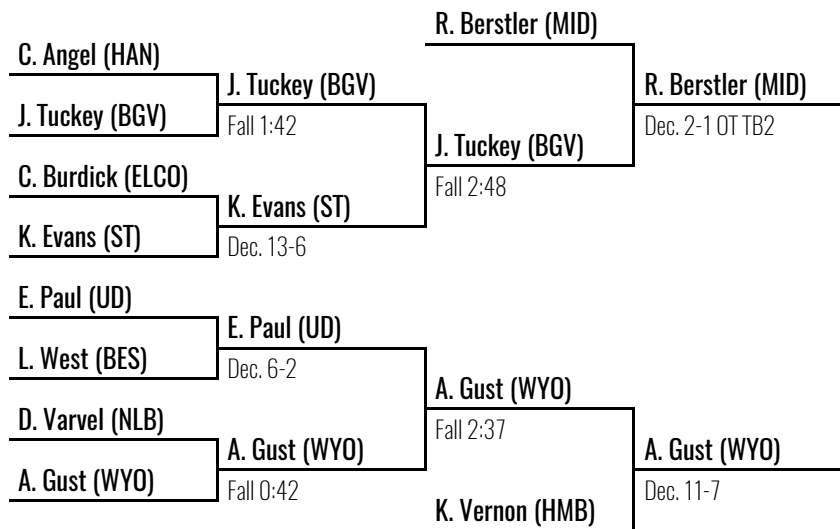 C. Angel (HAN)
J. Tuckey (BGV)
C. Burdick (ELCO)
K. Evans (ST)
E. Paul (UD)
L. West (BES)
D. Varvel (NLB)
A. Gust (WYO)
J. Tuckey (BGV)
Fall 1:42
K. Evans (ST)
Dec. 13-6
E. Paul (UD)
Dec. 6-2
A. Gust (WYO)
Fall 0:42
R. Berstler (MID)
J. Tuckey (BGV)
Fall 2:48
A. Gust (WYO)
Fall 2:37
K. Vernon (HMB)
R. Berstler (MID)
Dec. 2-1 OT TB2
A. Gust (WYO)
Dec. 11-7